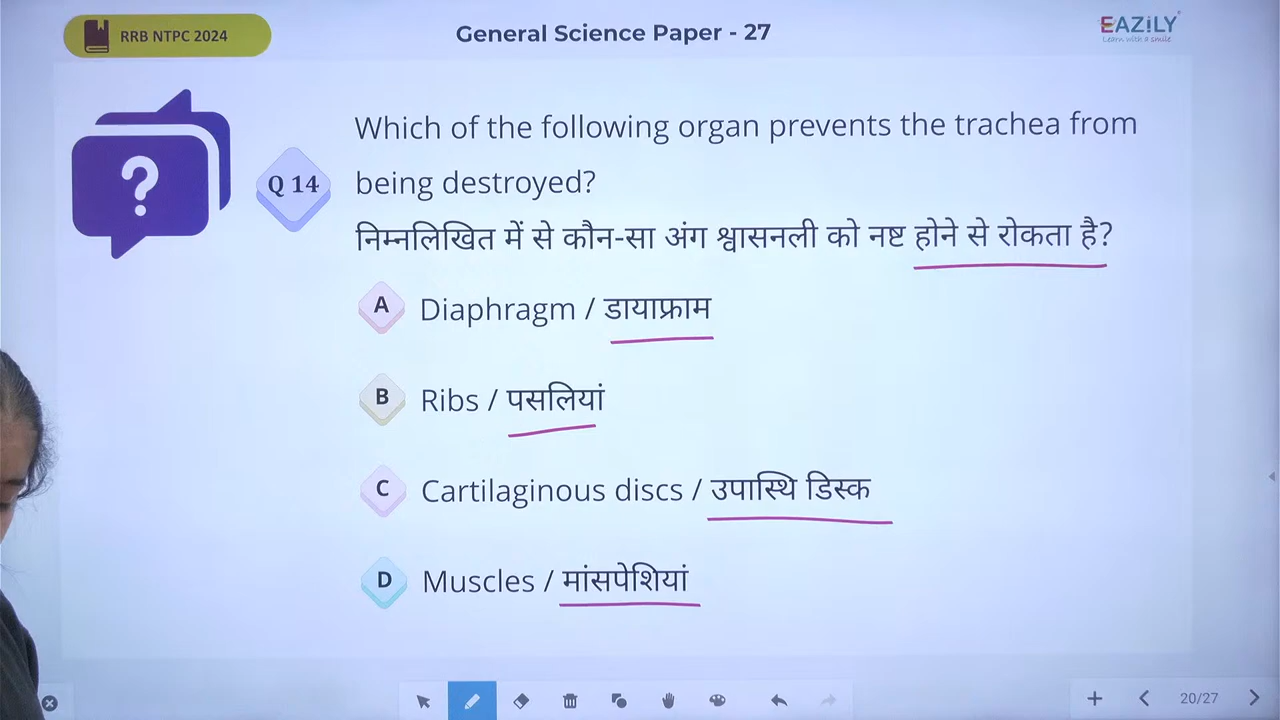 RRB NTPC 2024
General Science Paper - 27
EAZiLY
Learn with a smile
?
Q 14
Which of the following organ prevents the trachea from
being destroyed?
निम्नलिखित में से कौन-सा अंग श्वासनली को नष्ट होने से रोकता है?
A Diaphragm / डायाफ्राम
B Ribs / पसलियां
C Cartilaginous discs / उपास्थि डिस्क
D Muscles / मांसपेशियां
20/27